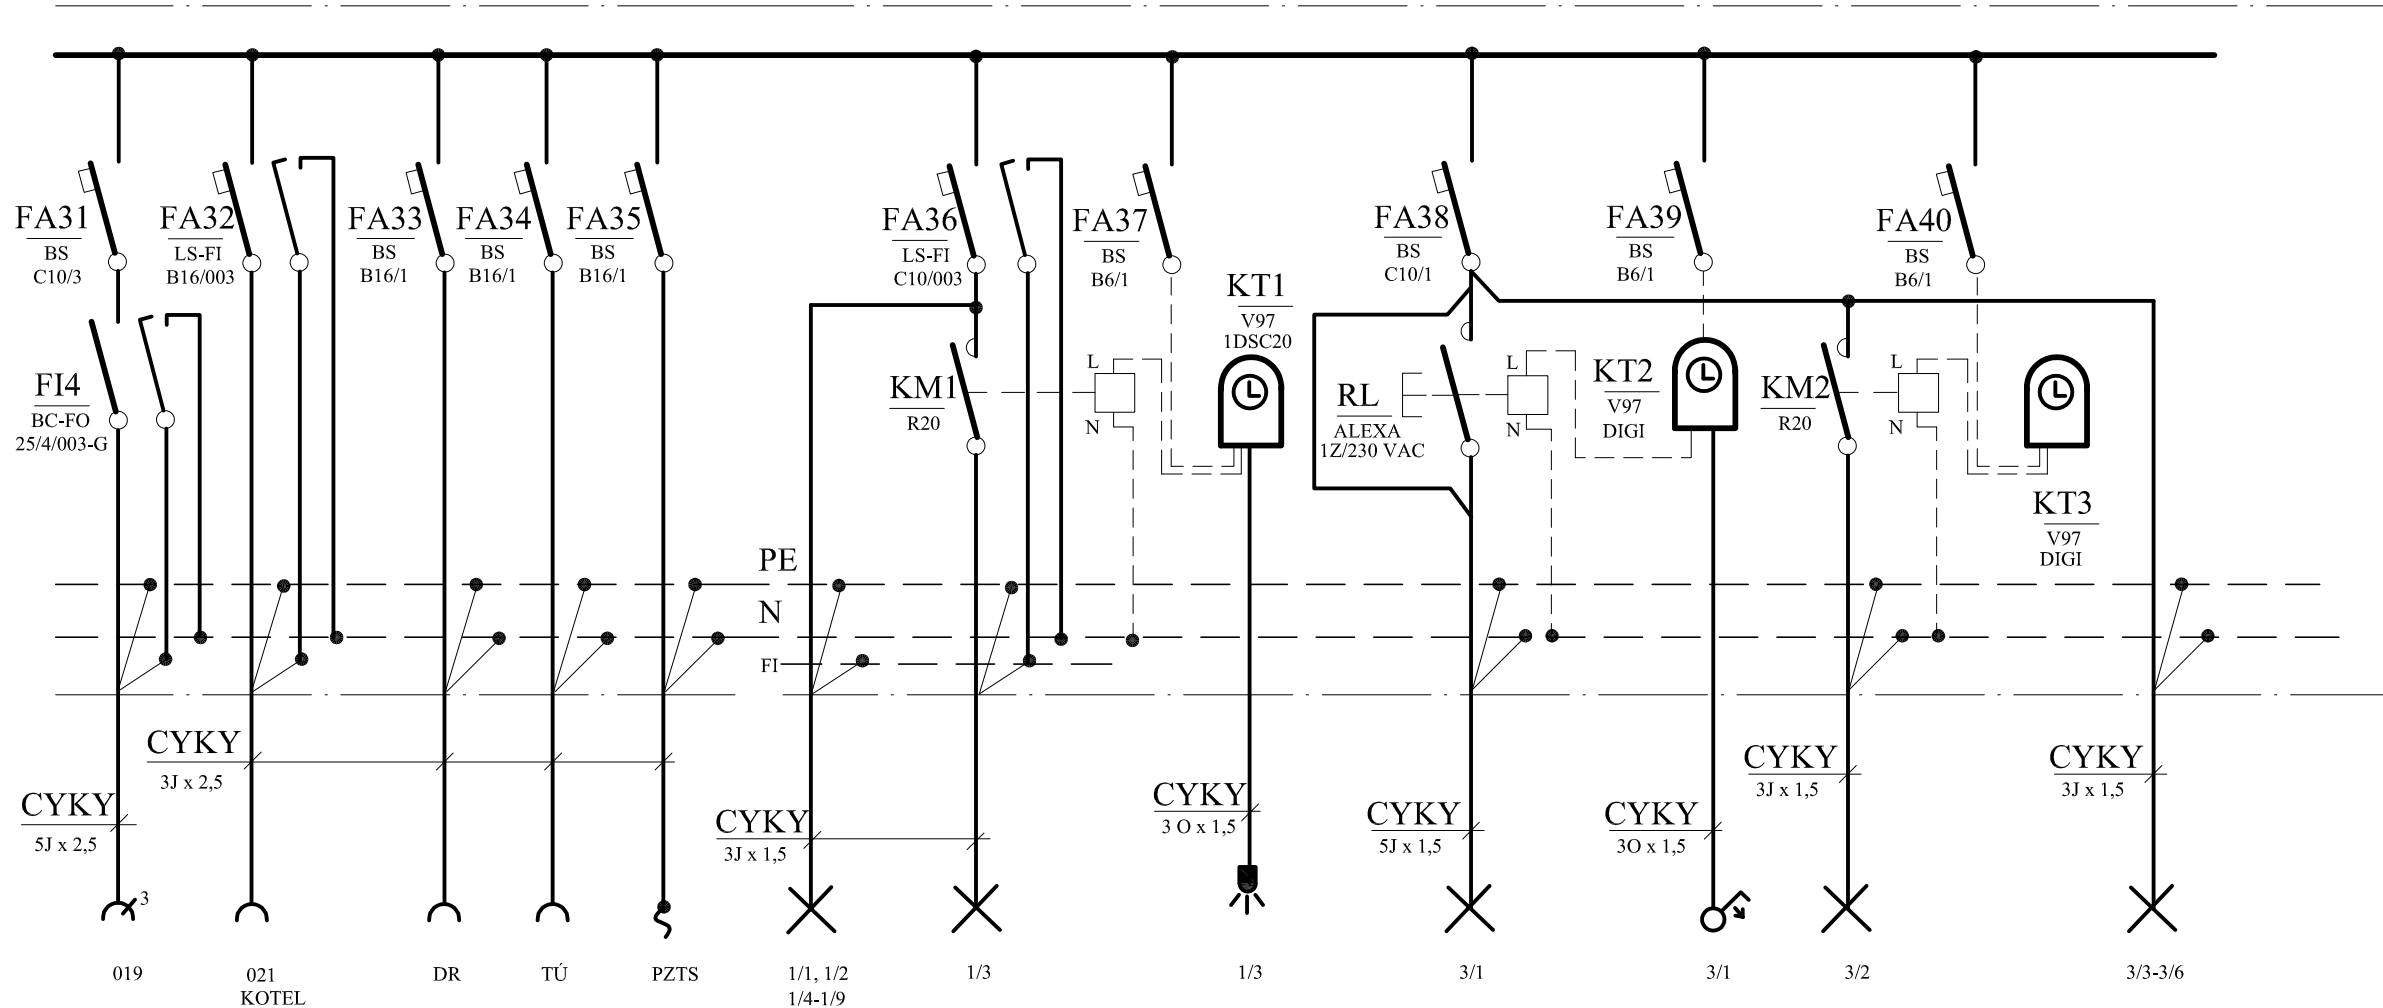 FA31
BS
C10/3
FA32
LS-FI
B16/003
FA33
BS
B16/1
FA34
BS
B16/1
FA35
BS
B16/1
FA36
LS-FI
C10/003
FA37
BS
B6/1
FA38
BS
C10/1
FA39
BS
B6/1
FA40
BS
B6/1
FI4
BC-FO
25/4/003-G
KM1
R20
L
N
KT1
V97
1DSC20
RL
ALEXA
1Z/230 VAC
L
N
KT2
V97
DIGI
KM2
R20
L
N
KT3
V97
DIGI
PE
N
FI
CYKY
5J x 2,5
CYKY
3J x 2,5
CYKY
3J x 1,5
CYKY
3 O x 1,5
CYKY
5J x 1,5
CYKY
3O x 1,5
CYKY
3J x 1,5
CYKY
3J x 1,5
3
019
021
KOTEL
DR
TÚ
PZTS
1/1, 1/2
1/4-1/9
1/3
1/3
3/1
3/1
3/2
3/3-3/6